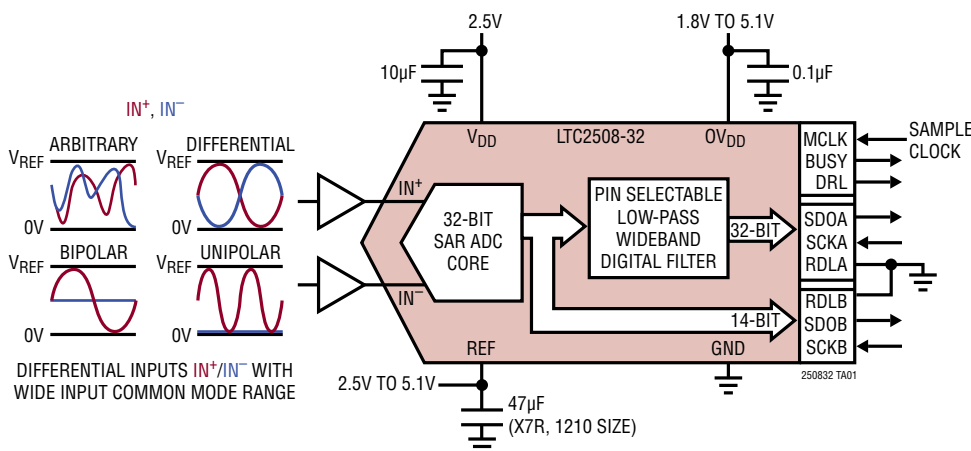 2.5V
1.8V TO 5.1V
10µF
0.1µF
IN⁺, IN⁻
ARBITRARY
DIFFERENTIAL
VREF
0V
VREF
0V
BIPOLAR
UNIPOLAR
VREF
0V
VREF
0V
DIFFERENTIAL INPUTS IN⁺/IN⁻ WITH
WIDE INPUT COMMON MODE RANGE
VDD
LTC2508-32
OVDD
IN⁺
IN⁻
32-BIT
SAR ADC
CORE
PIN SELECTABLE
LOW-PASS
WIDEBAND
DIGITAL FILTER
32-BIT
14-BIT
REF
GND
MCLK
BUSY
DRL
SDOA
SCKA
RDLA
RDLB
SDOB
SCKB
SAMPLE
CLOCK
2.5V TO 5.1V
47µF
(X7R, 1210 SIZE)
250832 TA01